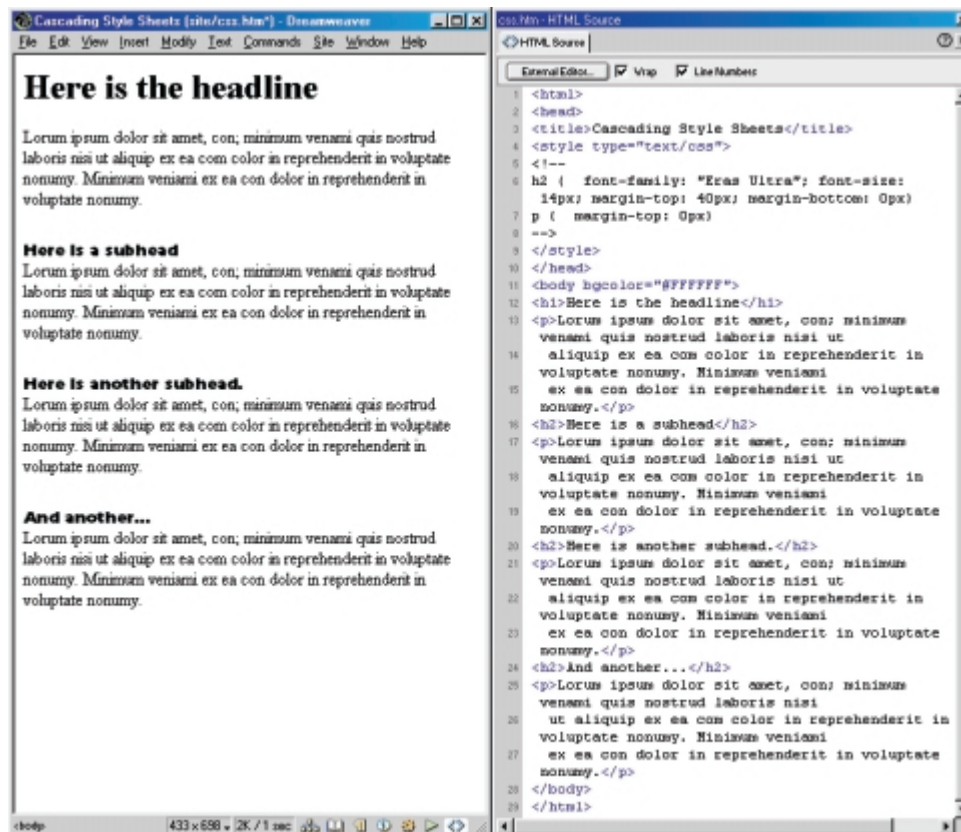 Cascading Style Sheets (site/css.htm*) - Dreamweaver
File Edit View Insert Modify Text Commands Site Window Help
Here is the headline
Lorum ipsum dolor sit amet, con; minimum venami quis nostrud
laboris nisi ut aliquip ex ea com color in reprehenderit in voluptate
nonumy. Minimum veniami ex ea con dolor in reprehenderit in
voluptate nonumy.
Here is a subhead
Lorum ipsum dolor sit amet, con; minimum venami quis nostrud
laboris nisi ut aliquip ex ea com color in reprehenderit in voluptate
nonumy. Minimum veniami ex ea con dolor in reprehenderit in
voluptate nonumy.
Here is another subhead.
Lorum ipsum dolor sit amet, con; minimum venami quis nostrud
laboris nisi ut aliquip ex ea com color in reprehenderit in voluptate
nonumy. Minimum veniami ex ea con dolor in reprehenderit in
voluptate nonumy.
And another...
Lorum ipsum dolor sit amet, con; minimum venami quis nostrud
laboris nisi ut aliquip ex ea com color in reprehenderit in voluptate
nonumy. Minimum veniami ex ea con dolor in reprehenderit in
voluptate nonumy.
<body> 433 x 698 2K / 1 sec
css.htm - HTML Source
HTML Source
External Editor... Wrap Line Numbers
1 <html>
2 <head>
3 <title>Cascading Style Sheets</title>
4 <style type="text/css">
5 <!--
6 h2 { font-family: "Eras Ultra"; font-size:
14px; margin-top: 40px; margin-bottom: 0px}
7 p { margin-top: 0px}
8 -->
9 </style>
10 </head>
11 <body bgcolor="#FFFFFF">
12 <h1>Here is the headline</h1>
13 <p>Lorum ipsum dolor sit amet, con; minimum
venami quis nostrud laboris nisi ut
14 aliquip ex ea com color in reprehenderit in
voluptate nonumy. Minimum veniami
15 ex ea con dolor in reprehenderit in voluptate
nonumy.</p>
16 <h2>Here is a subhead</h2>
17 <p>Lorum ipsum dolor sit amet, con; minimum
venami quis nostrud laboris nisi ut
18 aliquip ex ea com color in reprehenderit in
voluptate nonumy. Minimum veniami
19 ex ea con dolor in reprehenderit in voluptate
nonumy.</p>
20 <h2>Here is another subhead.</h2>
21 <p>Lorum ipsum dolor sit amet, con; minimum
venami quis nostrud laboris nisi ut
22 aliquip ex ea com color in reprehenderit in
voluptate nonumy. Minimum veniami
23 ex ea con dolor in reprehenderit in voluptate
nonumy.</p>
24 <h2>And another...</h2>
25 <p>Lorum ipsum dolor sit amet, con; minimum
venami quis nostrud laboris nisi
26 ut aliquip ex ea com color in reprehenderit in
voluptate nonumy. Minimum veniami
27 ex ea con dolor in reprehenderit in voluptate
nonumy.</p>
28 </body>
29 </html>